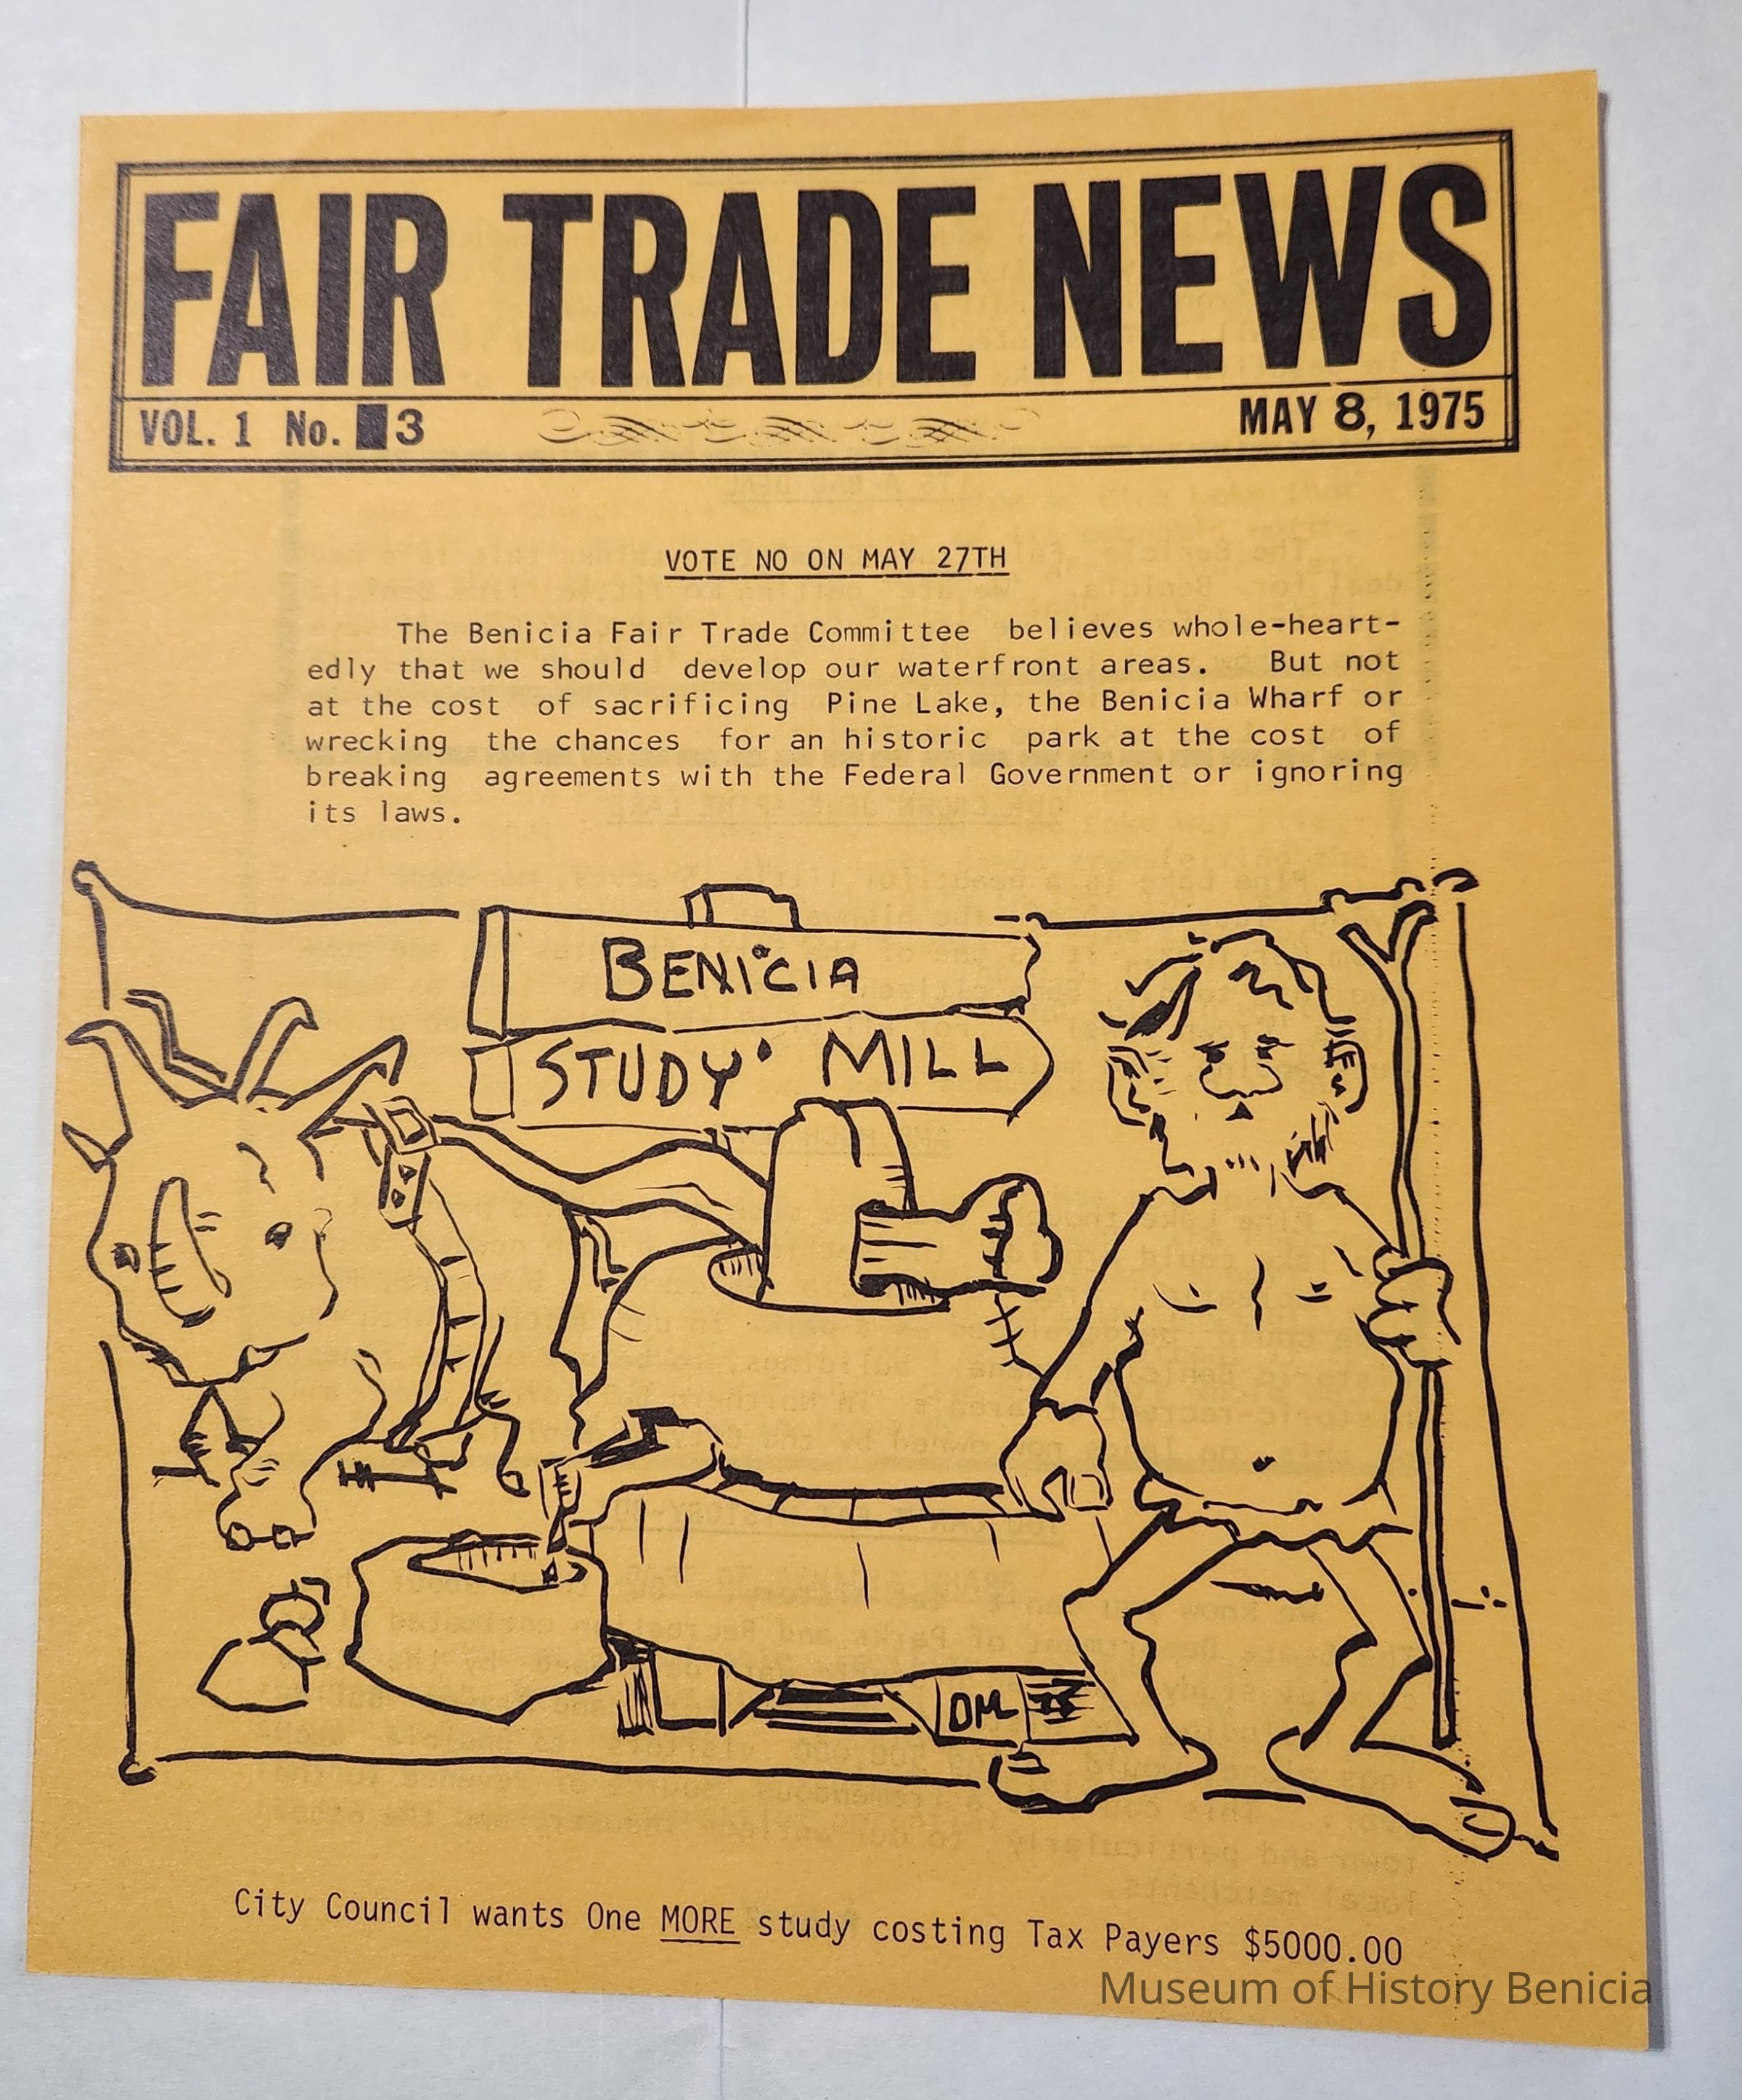 FAIR TRADE NEWS
VOL. 1 No. 3
MAY 8, 1975
VOTE NO ON MAY 27TH
The Benicia Fair Trade Committee believes whole-heart-
edly that we should develop our waterfront areas. But not
at the cost of sacrificing Pine Lake, the Benicia Wharf or
wrecking the chances for an historic park at the cost of
breaking agreements with the Federal Government or ignoring
its laws.
BENICIA
STUDY MILL
City Council wants One MORE study costing Tax Payers $5000.00
Museum of History Benicia